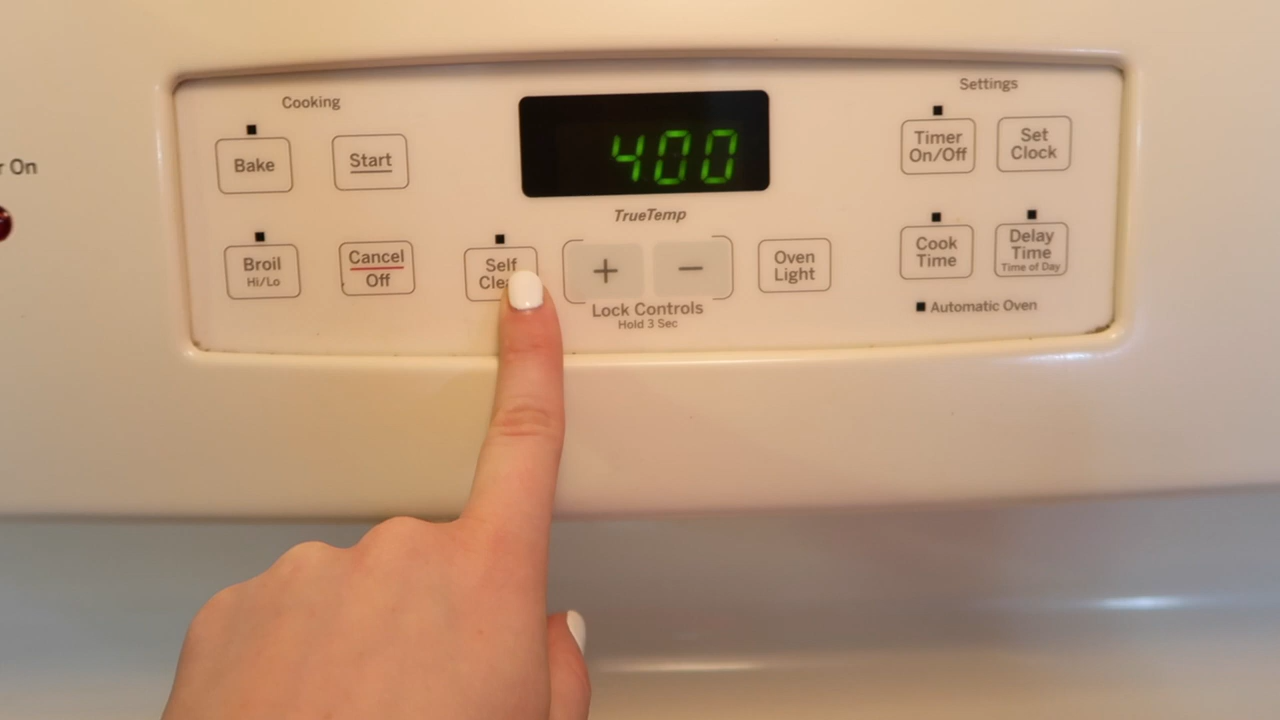 Cooking
Bake
Start
Broil
Hi/Lo
Cancel
Off
Self
400
TrueTemp
+ −
Lock Controls
Hold 3 Sec
Oven
Light
Settings
Timer
On/Off
Set
Clock
Cook
Time
Delay
Time
Time of Day
Automatic Oven
On